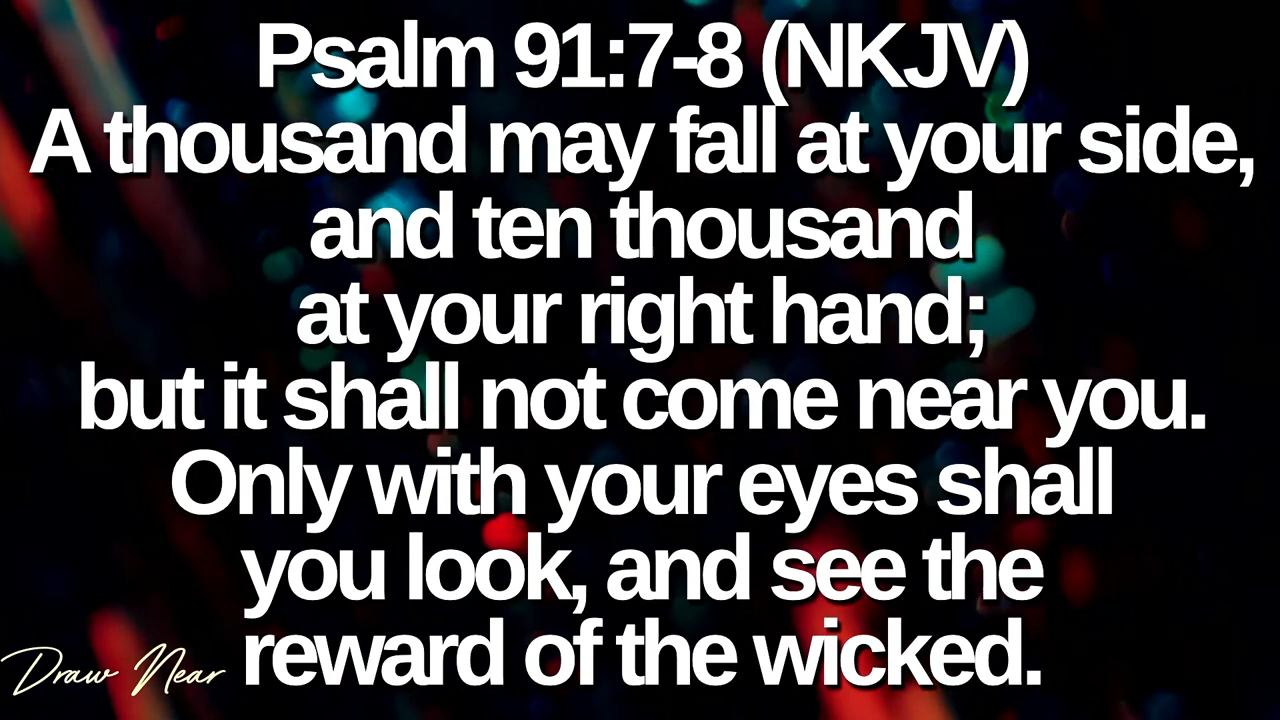 Psalm 91:7-8 (NKJV)
A thousand may fall at your side,
and ten thousand
at your right hand;
but it shall not come near you.
Only with your eyes shall
you look, and see the
reward of the wicked.
Draw Near